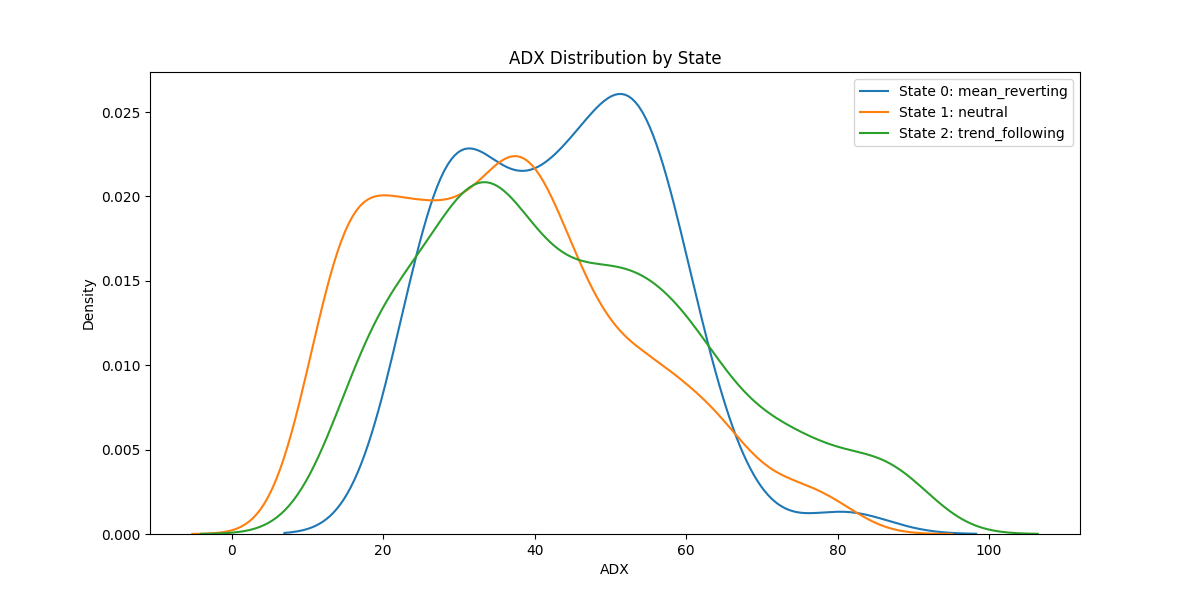 ADX Distribution by State
State 0: mean_reverting
State 1: neutral
State 2: trend_following
0.025
0.020
0.015
0.010
0.005
0.000
Density
0 20 40 60 80 100
ADX